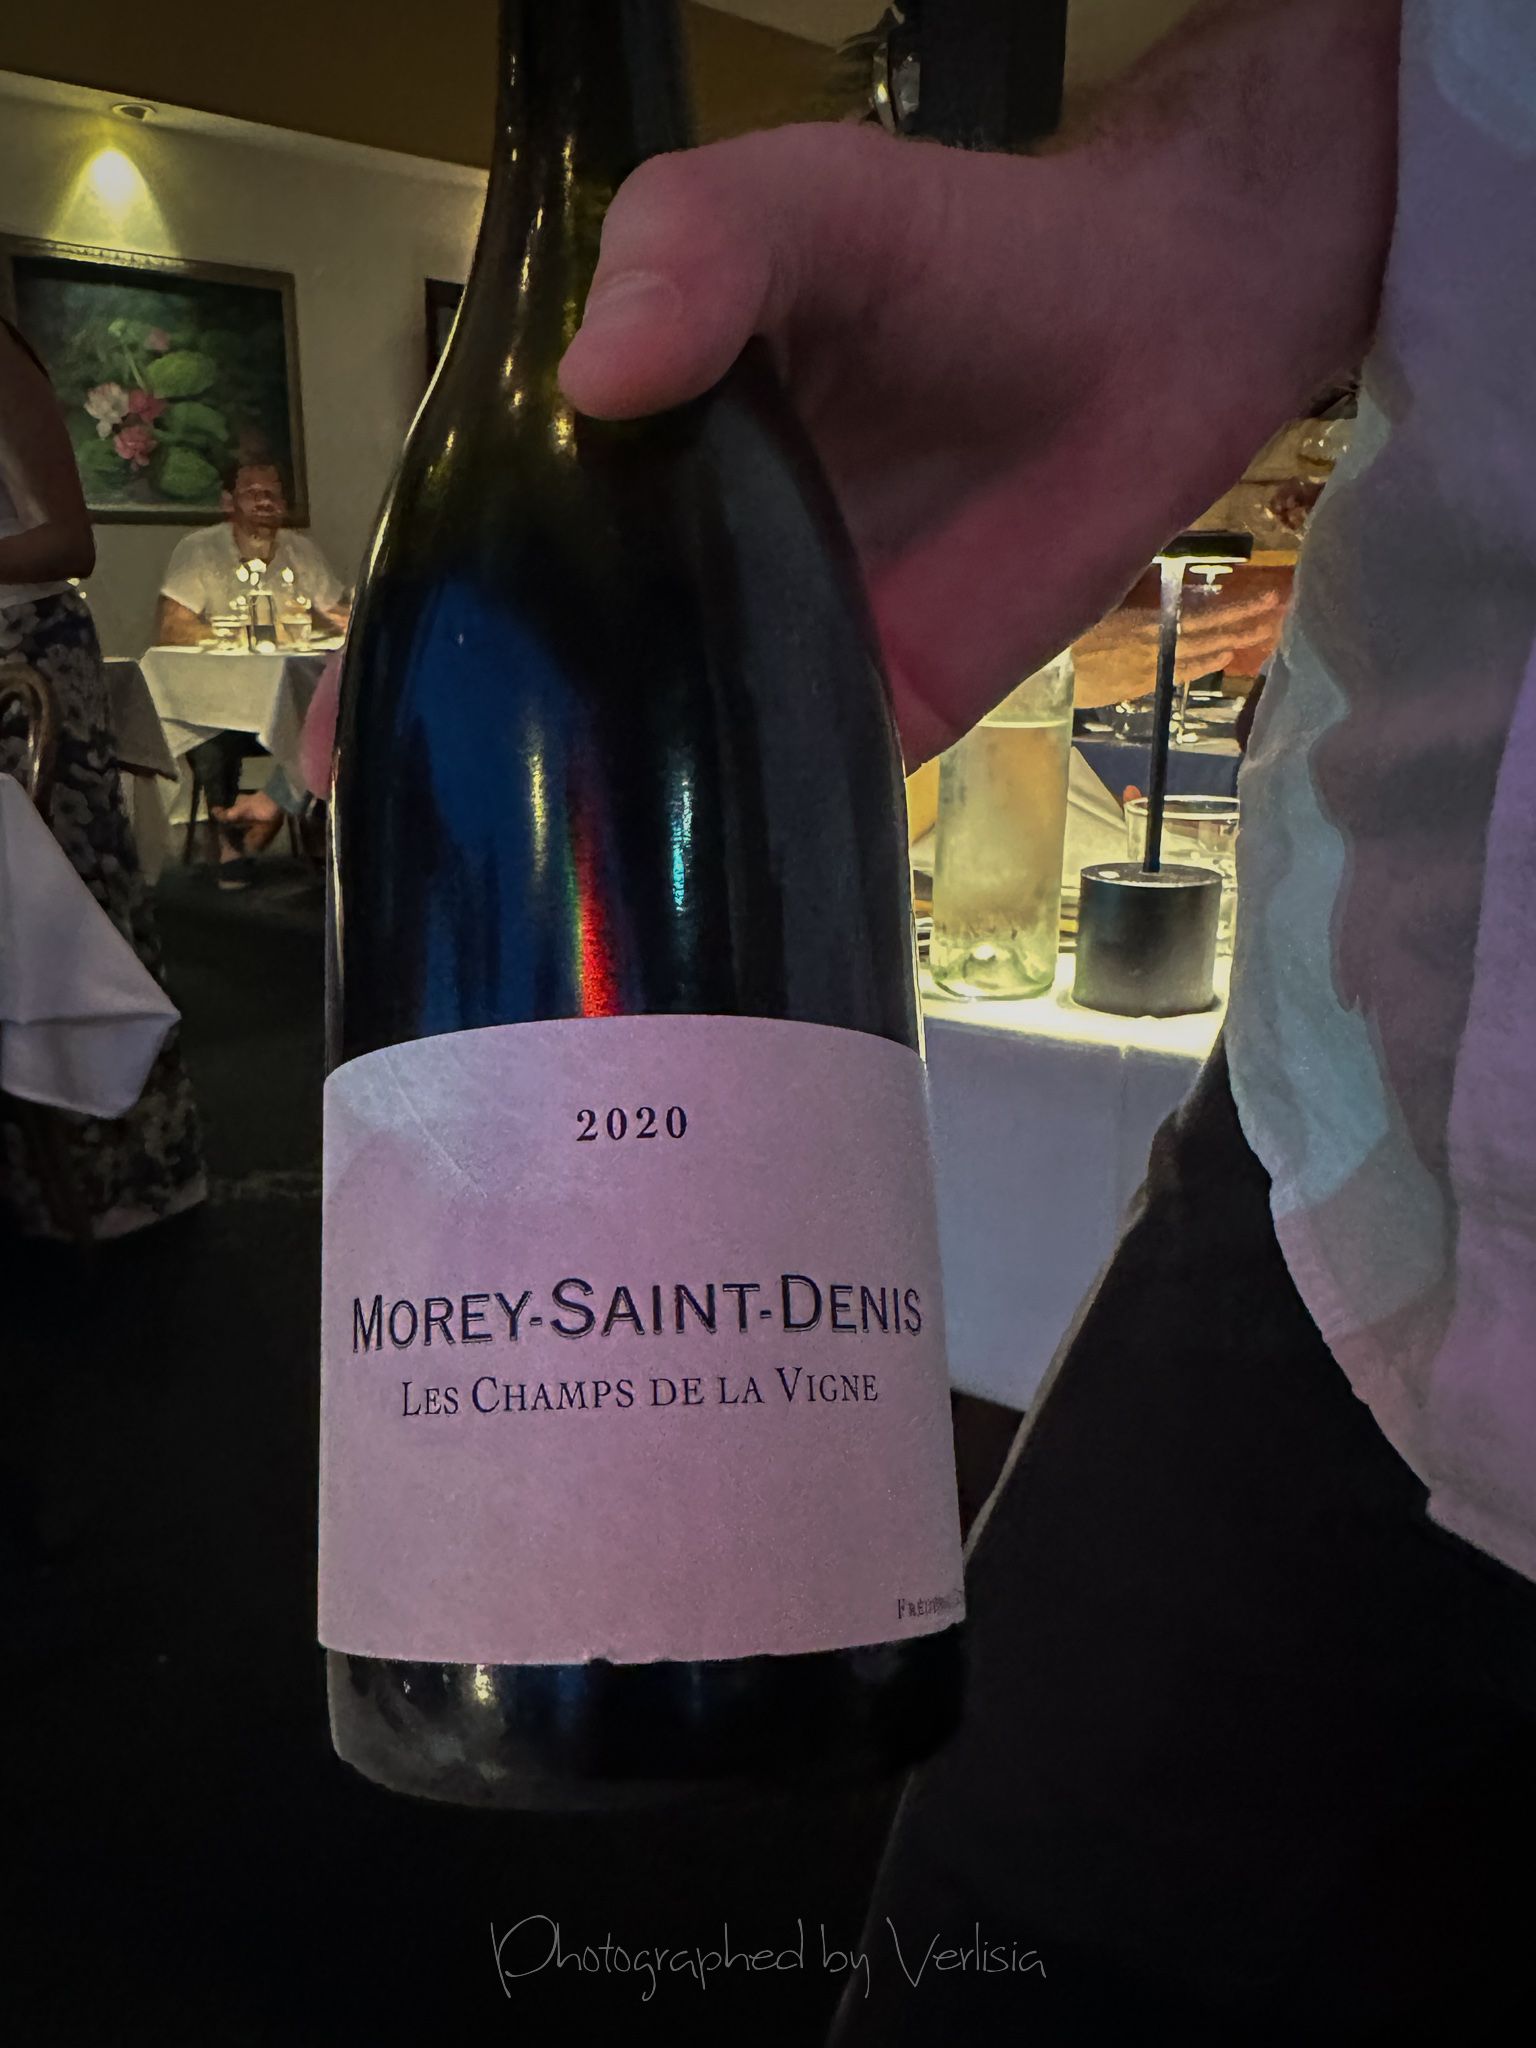 2020
MOREY-SAINT-DENIS
LES CHAMPS DE LA VIGNE
Photographed by Verlisia